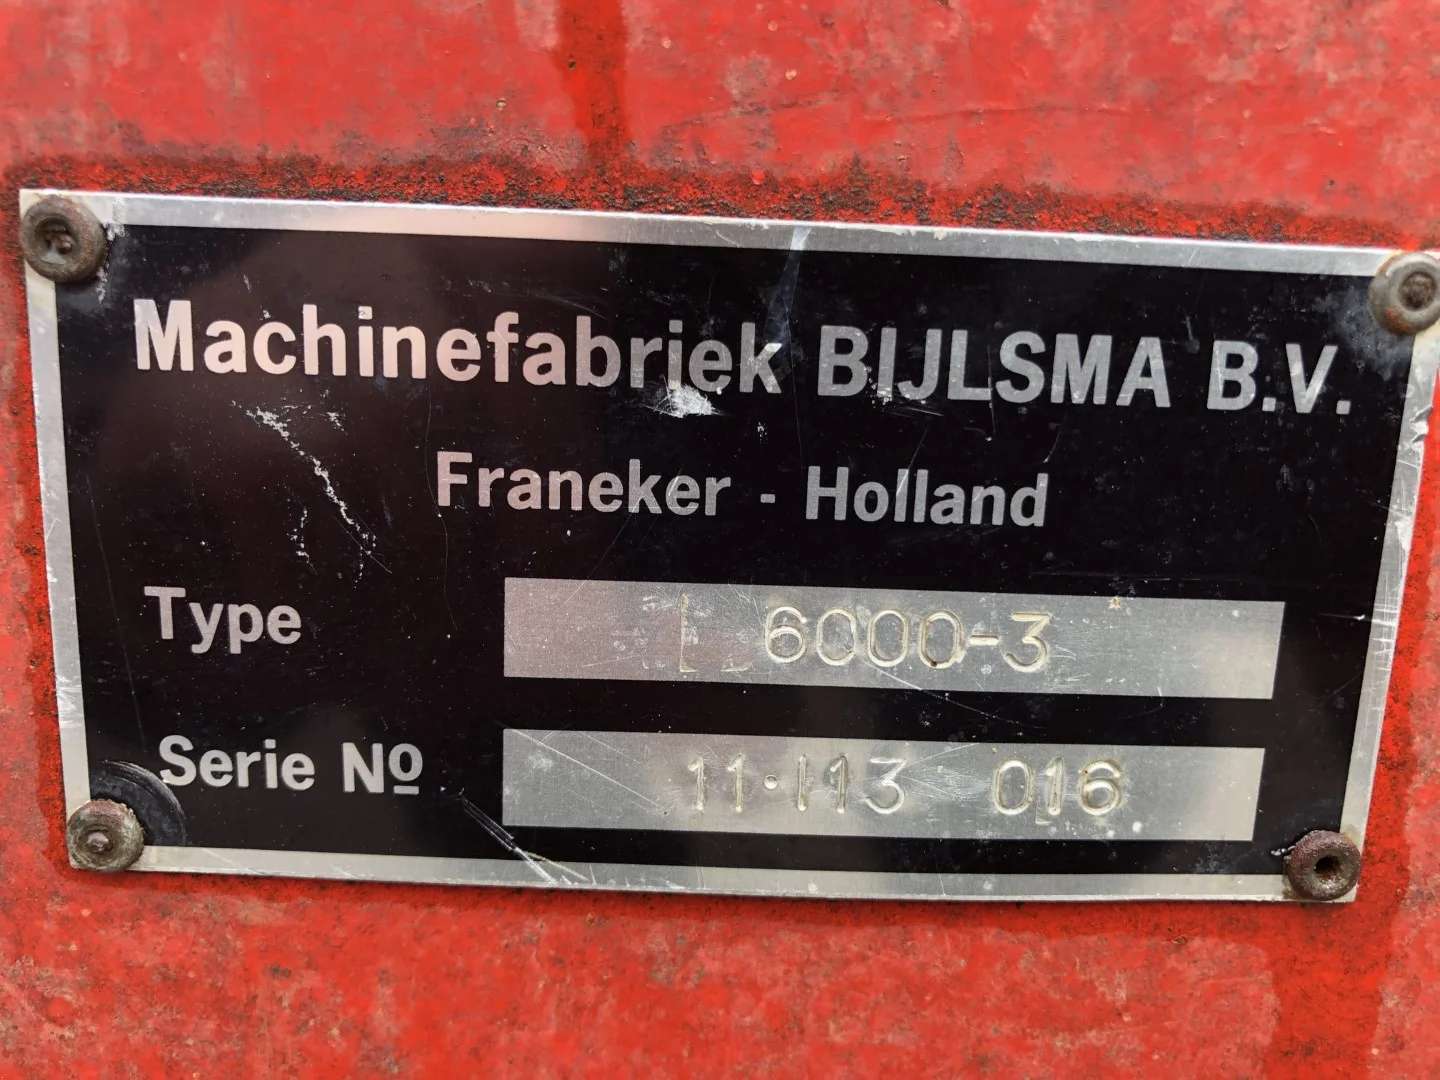 Machinefabriek BIJLSMA B.V.
Franeker - Holland
Type L 6000-3
Serie Nº 11·113 016